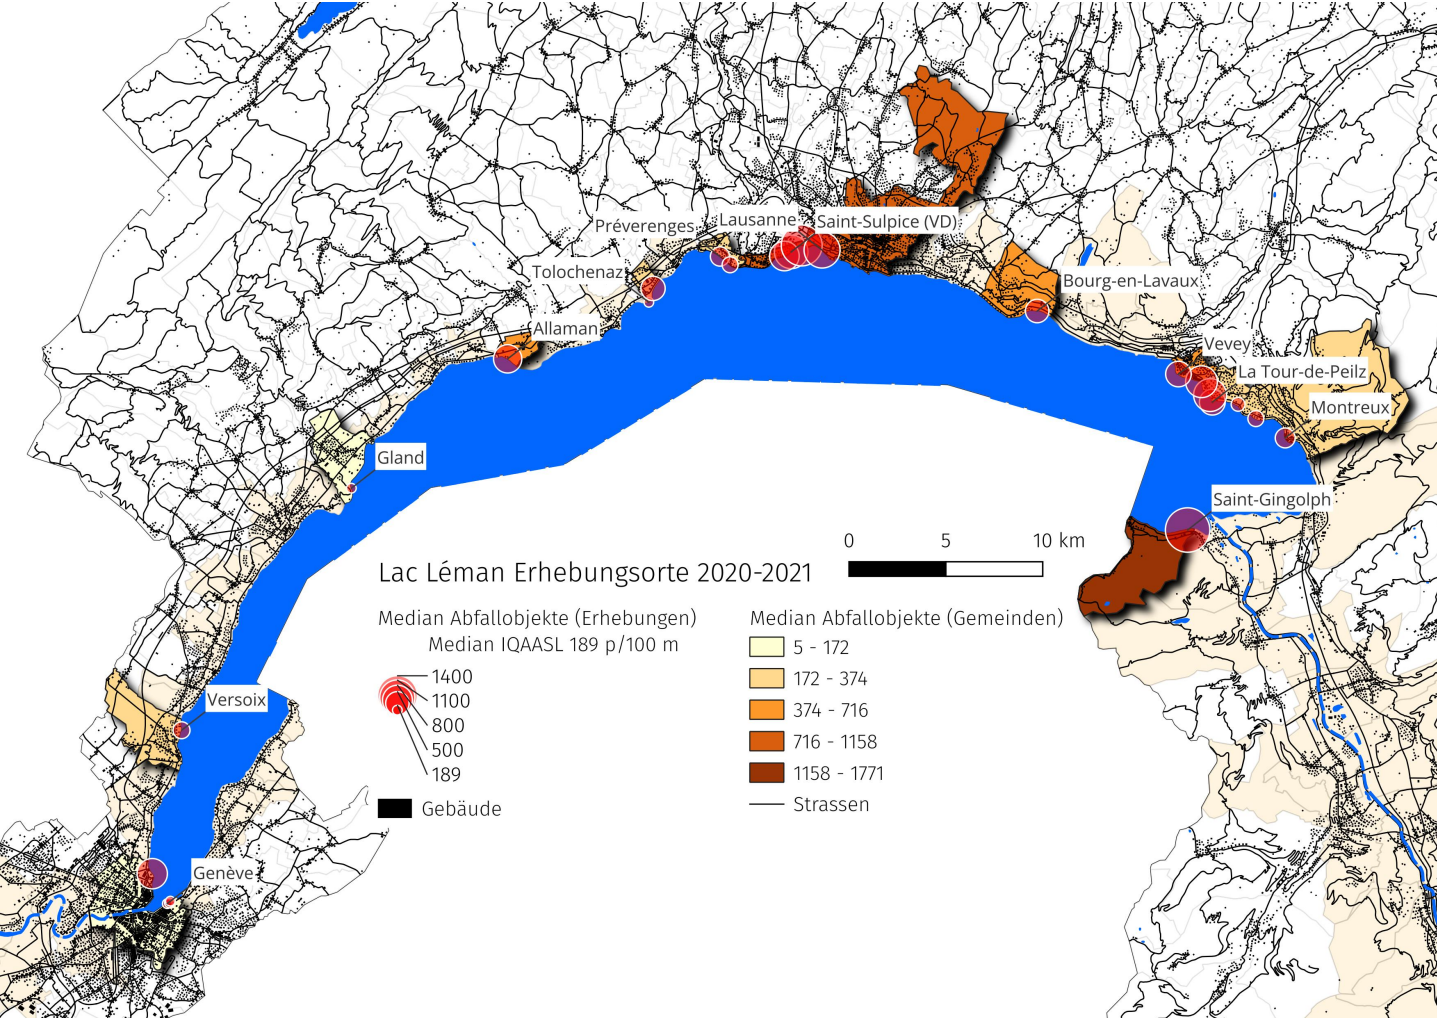 Préverenges
Lausanne
Saint-Sulpice (VD)
Tolochenaz
Bourg-en-Lavaux
Allaman
Vevey
La Tour-de-Peilz
Montreux
Gland
Saint-Gingolph
Versoix
Genève
0 5 10 km
Lac Léman Erhebungsorte 2020-2021
Median Abfallobjekte (Erhebungen)
Median IQAASL 189 p/100 m
1400
1100
800
500
189
Gebäude
Median Abfallobjekte (Gemeinden)
5 - 172
172 - 374
374 - 716
716 - 1158
1158 - 1771
Strassen